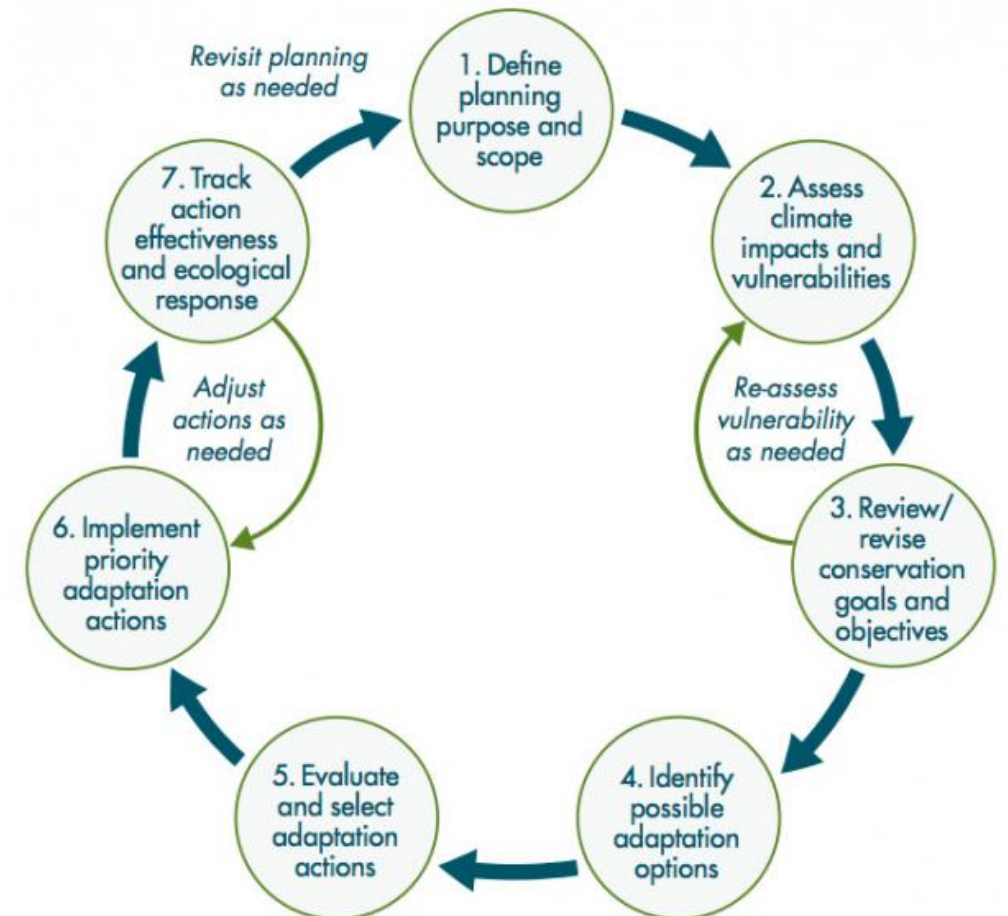 Revisit planning
as needed
1. Define
planning
purpose and
scope
2. Assess
climate
impacts and
vulnerabilities
Re-assess
vulnerability
as needed
3. Review/
revise
conservation
goals and
objectives
4. Identify
possible
adaptation
options
5. Evaluate
and select
adaptation
actions
6. Implement
priority
adaptation
actions
Adjust
actions as
needed
7. Track
action
effectiveness
and ecological
response